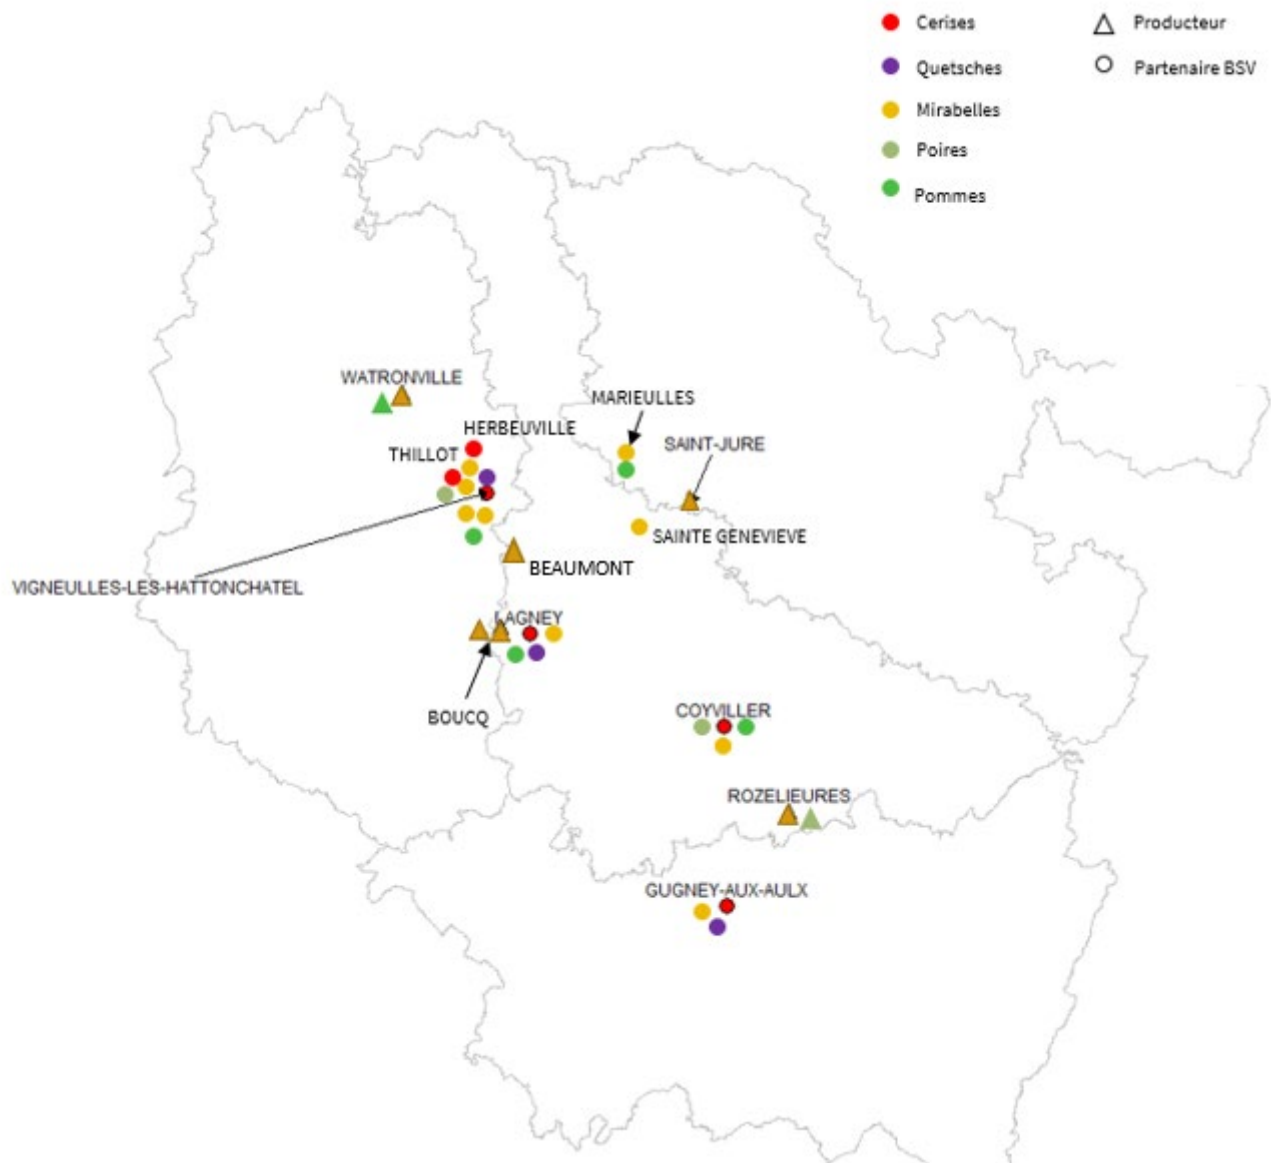 Cerises
Producteur
Quetsches
Partenaire BSV
Mirabelles
Poires
Pommes
WATRONVILLE
MARIEULLES
HERBEUVILLE
SAINT-JURE
THILLOT
SAINTE GENEVIEVE
BEAUMONT
VIGNEULLES-LES-HATTONCHATEL
LAGNEY
BOUCQ
COYVILLER
ROZELIEURES
GUGNEY-AUX-AULX